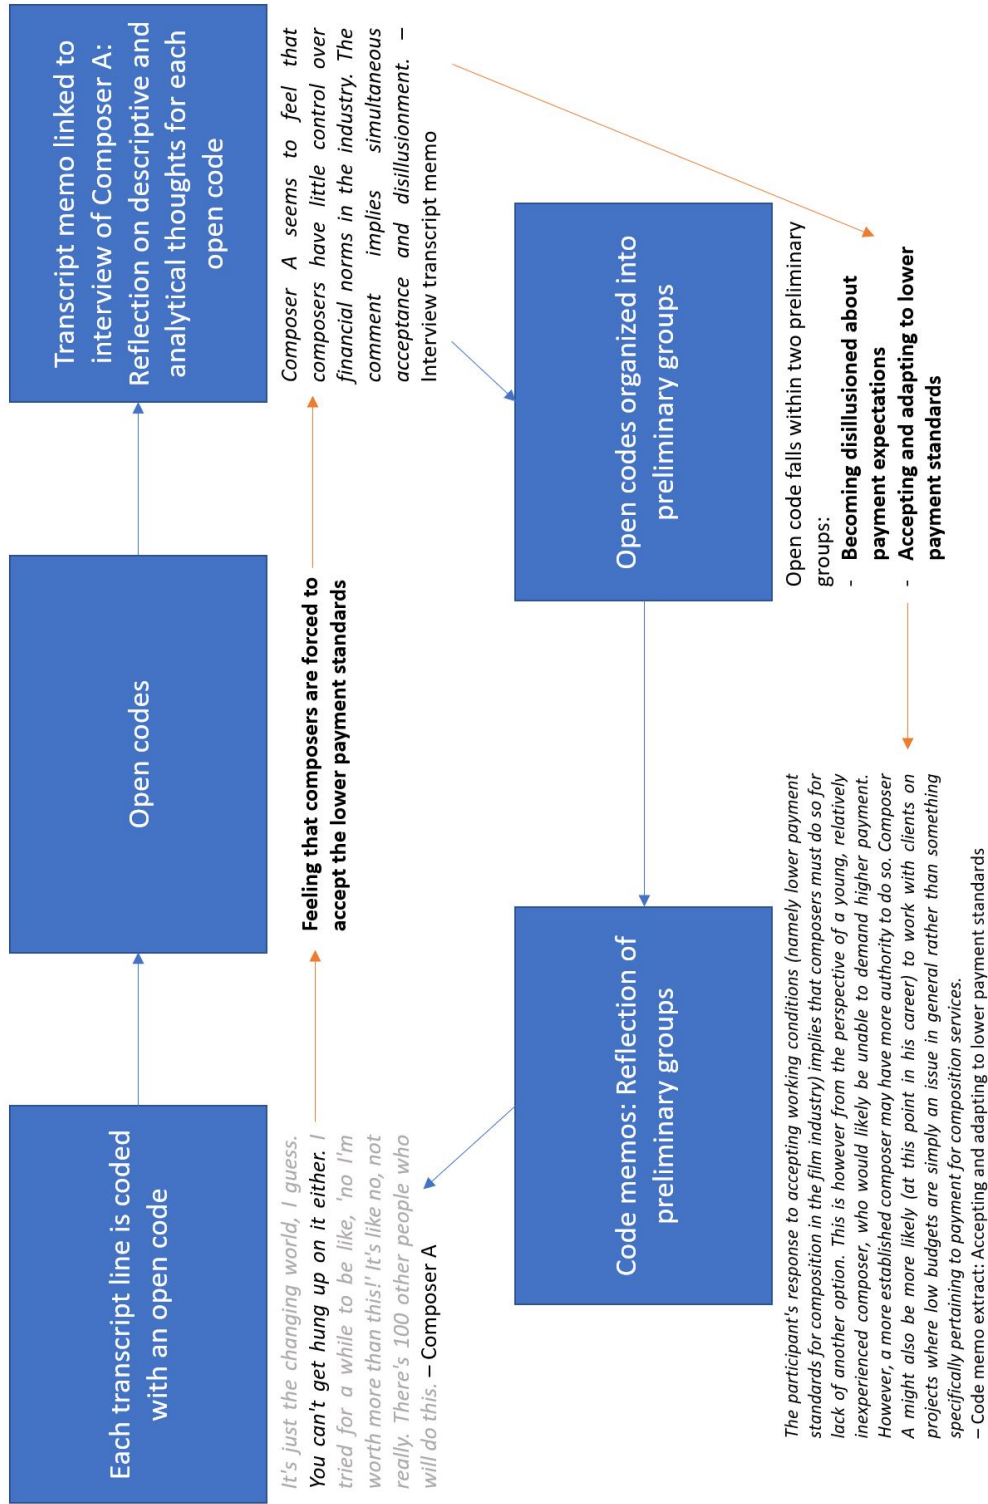 Each transcript line is coded
with an open code
Open codes
Transcript memo linked to
interview of Composer A:
Reflection on descriptive and
analytical thoughts for each
open code
It's just the changing world, I guess.
You can't get hung up on it either. I
tried for a while to be like, 'no I'm
worth more than this!' It's like no, not
really. There's 100 other people who
will do this. – Composer A
Feeling that composers are forced to
accept the lower payment standards
Composer A seems to feel that
composers have little control over
financial norms in the industry. The
comment implies simultaneous
acceptance and disillusionment. –
Interview transcript memo
Code memos: Reflection of
preliminary groups
Open codes organized into
preliminary groups
The participant's response to accepting working conditions (namely lower payment
standards for composition in the film industry) implies that composers must do so for
lack of another option. This is however from the perspective of a young, relatively
inexperienced composer, who would likely be unable to demand higher payment.
However, a more established composer may have more authority to do so. Composer
A might also be more likely (at this point in his career) to work with clients on
projects where low budgets are simply an issue in general rather than something
specifically pertaining to payment for composition services.
– Code memo extract: Accepting and adapting to lower payment standards
Open code falls within two preliminary
groups:
- Becoming disillusioned about
payment expectations
- Accepting and adapting to lower
payment standards